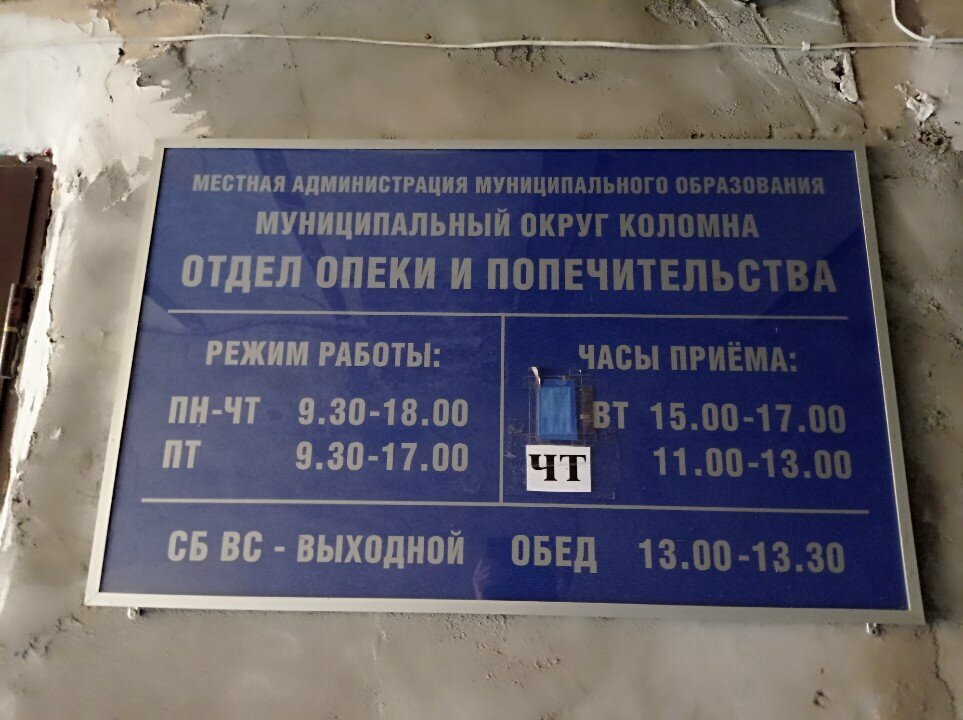 МЕСТНАЯ АДМИНИСТРАЦИЯ МУНИЦИПАЛЬНОГО ОБРАЗОВАНИЯ
МУНИЦИПАЛЬНЫЙ ОКРУГ КОЛОМНА
ОТДЕЛ ОПЕКИ И ПОПЕЧИТЕЛЬСТВА
РЕЖИМ РАБОТЫ:
ПН-ЧТ 9.30-18.00
ПТ 9.30-17.00
ЧАСЫ ПРИЁМА:
ВТ 15.00-17.00
ЧТ 11.00-13.00
СБ ВС - ВЫХОДНОЙ ОБЕД 13.00-13.30